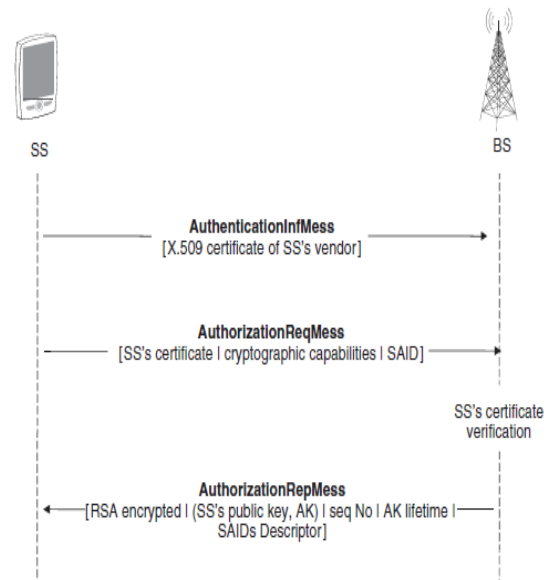 SS
BS
AuthenticationInfMess
[X.509 certificate of SS's vendor]
AuthorizationReqMess
[SS's certificate | cryptographic capabilities | SAID]
SS's certificate
verification
AuthorizationRepMess
[RSA encrypted | (SS's public key, AK) | seq No | AK lifetime |
SAIDs Descriptor]